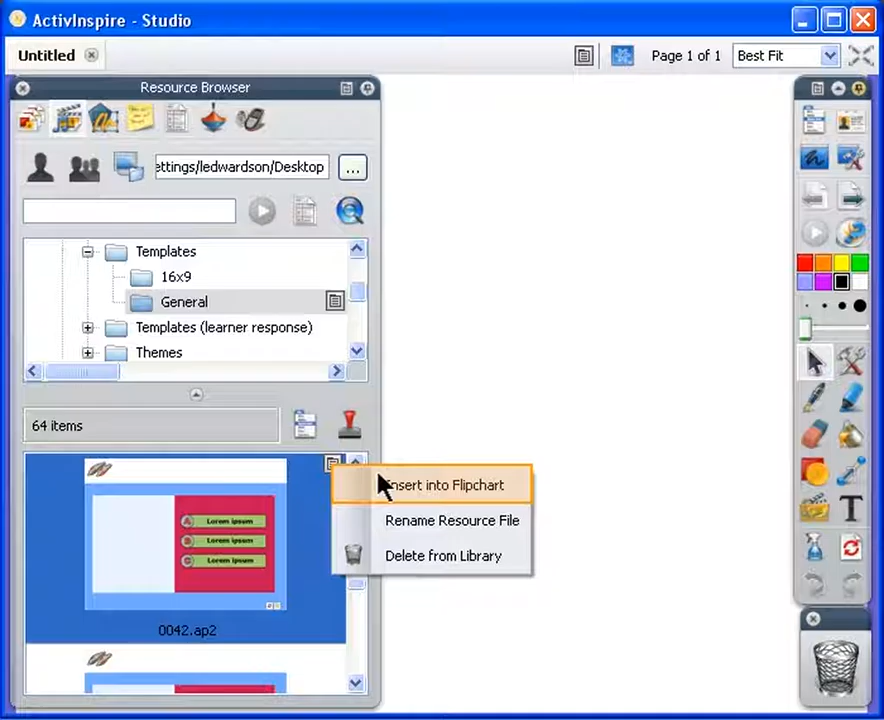 ActivInspire - Studio
Untitled
Page 1 of 1
Best Fit
Resource Browser
ettings/ledwardson/Desktop
...
Templates
16x9
General
Templates (learner response)
Themes
64 items
Insert into Flipchart
Rename Resource File
Delete from Library
A Lorem ipsum
B Lorem ipsum
C Lorem ipsum
0042.ap2
T